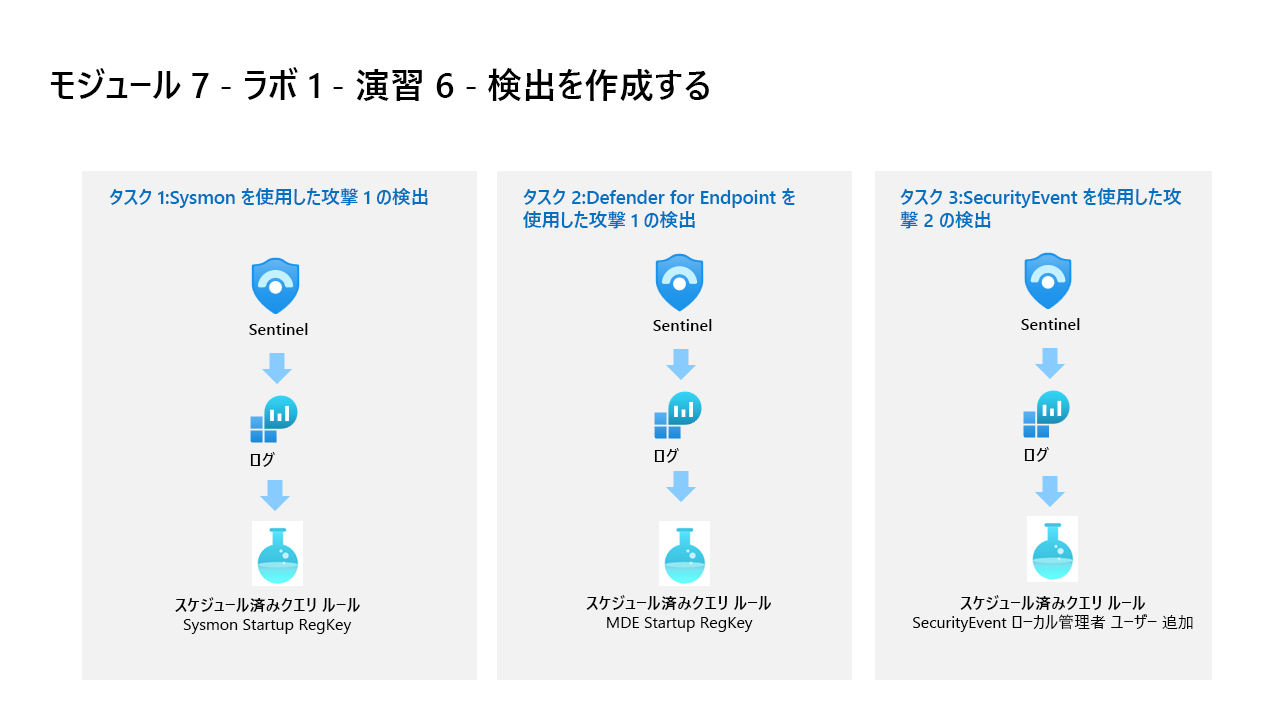 モジュール 7 - ラボ 1 - 演習 6 - 検出を作成する
タスク 1:Sysmon を使用した攻撃 1 の検出
Sentinel
ログ
スケジュール済みクエリ ルール
Sysmon Startup RegKey
タスク 2:Defender for Endpoint を
使用した攻撃 1 の検出
Sentinel
ログ
スケジュール済みクエリ ルール
MDE Startup RegKey
タスク 3:SecurityEvent を使用した攻
撃 2 の検出
Sentinel
ログ
スケジュール済みクエリ ルール
SecurityEvent ローカル管理者 ユーザー 追加